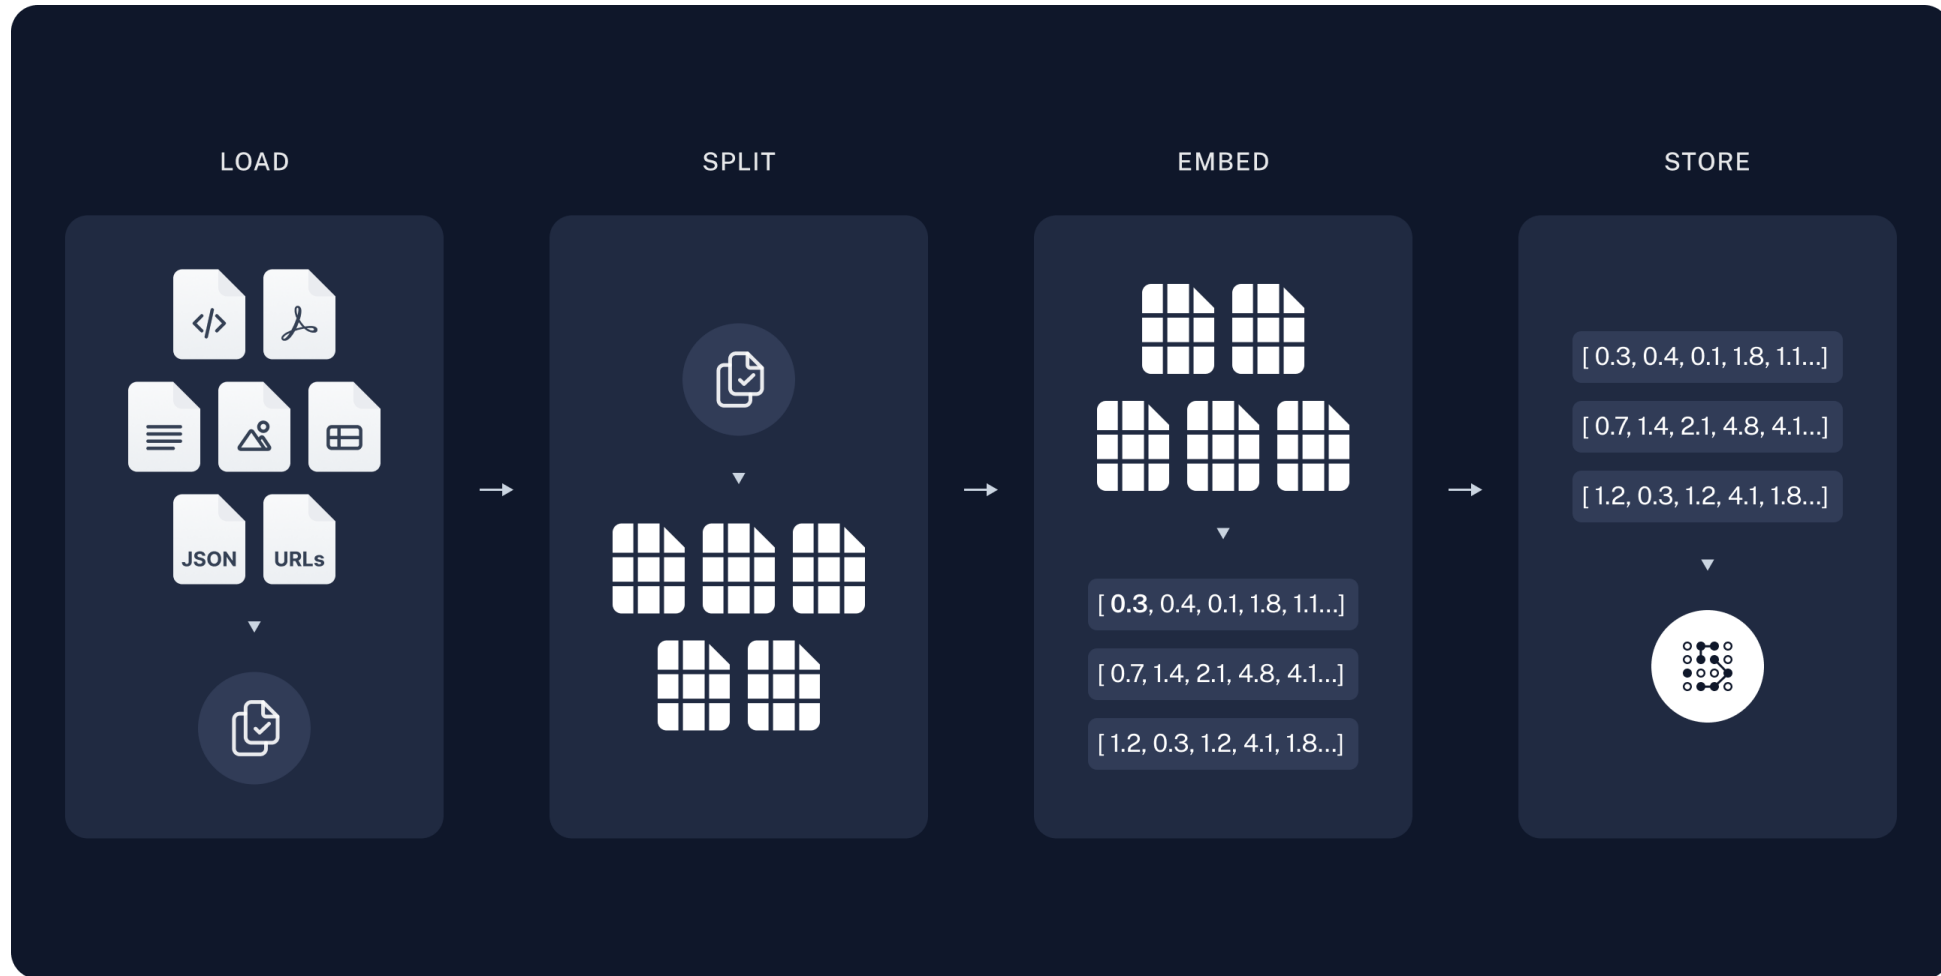 LOAD
SPLIT
EMBED
STORE
JSON
URLs
[ 0.3, 0.4, 0.1, 1.8, 1.1...]
[ 0.7, 1.4, 2.1, 4.8, 4.1...]
[ 1.2, 0.3, 1.2, 4.1, 1.8...]
[ 0.3, 0.4, 0.1, 1.8, 1.1...]
[ 0.7, 1.4, 2.1, 4.8, 4.1...]
[ 1.2, 0.3, 1.2, 4.1, 1.8...]